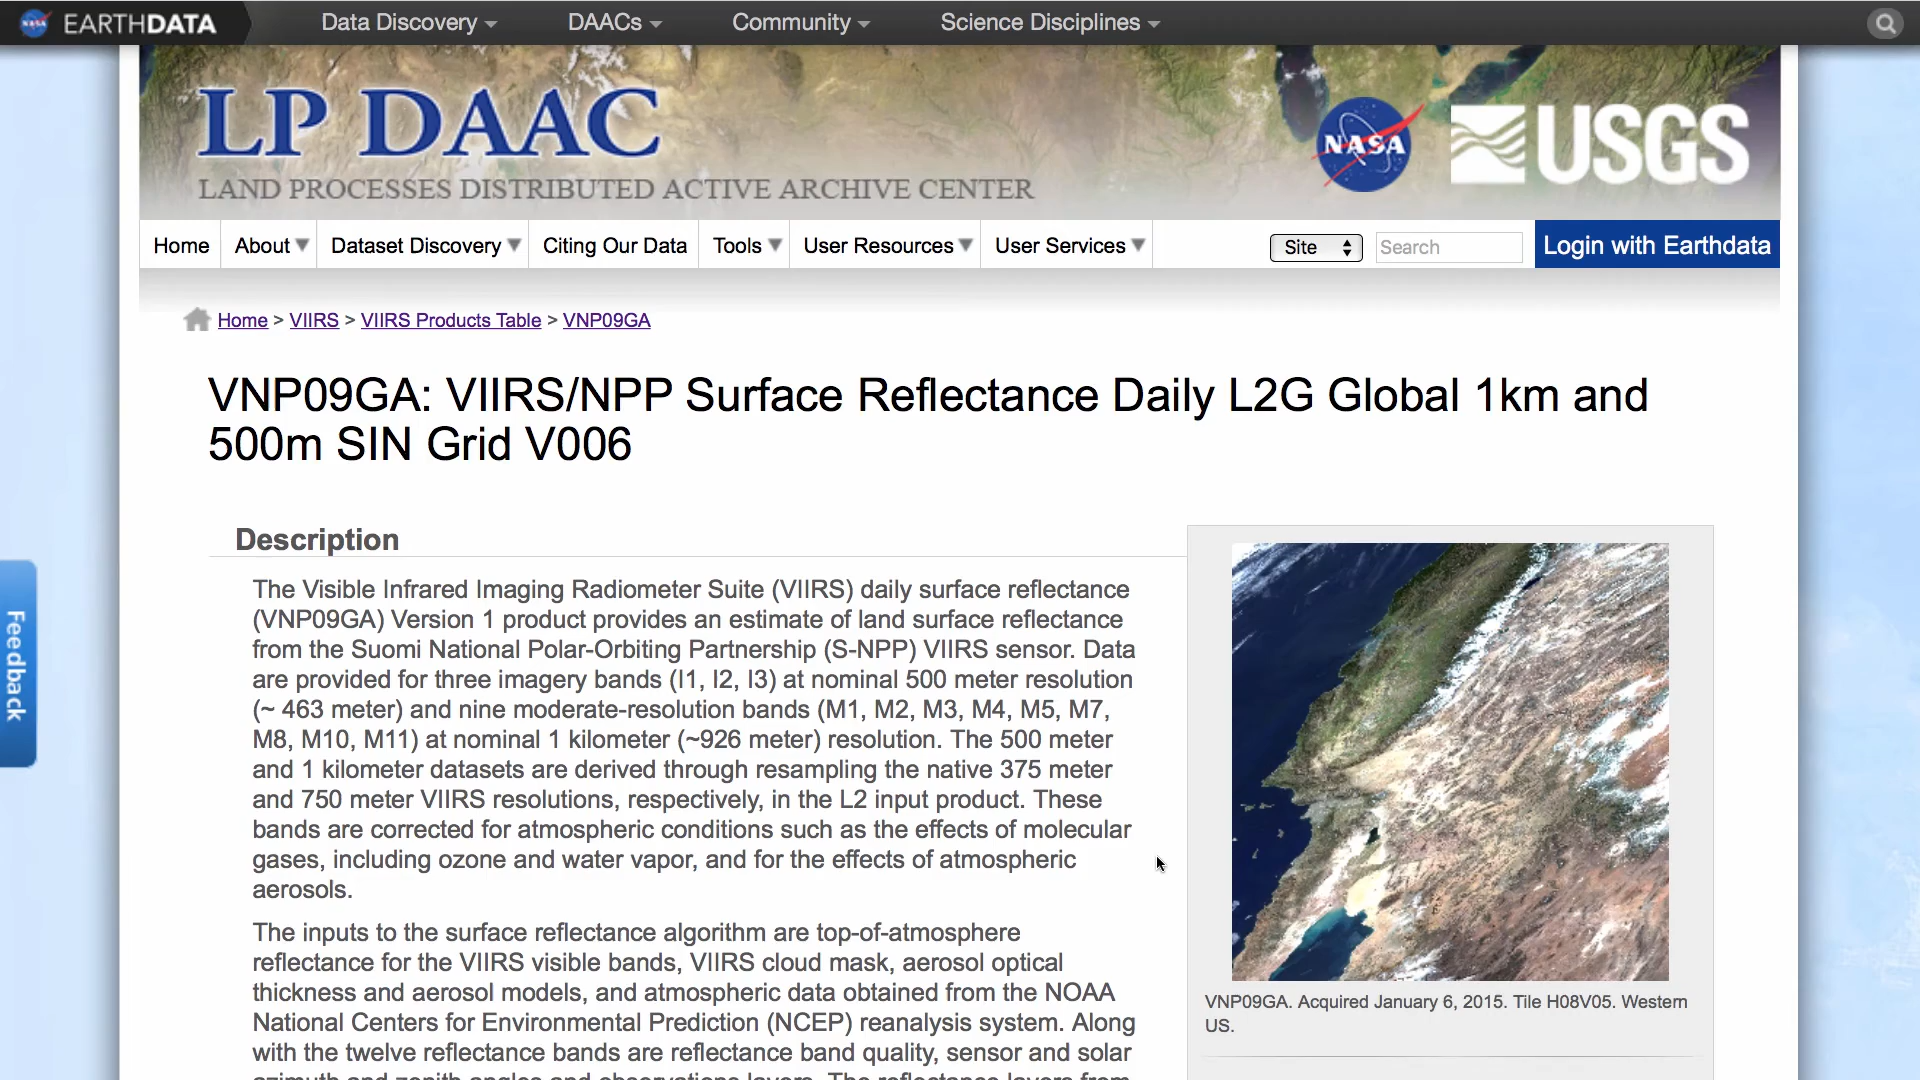 EARTHDATA Data Discovery DAACs Community Science Disciplines
LP DAAC
LAND PROCESSES DISTRIBUTED ACTIVE ARCHIVE CENTER
NASA USGS
Home About Dataset Discovery Citing Our Data Tools User Resources User Services Site Search Login with Earthdata
Home > VIIRS > VIIRS Products Table > VNP09GA
VNP09GA: VIIRS/NPP Surface Reflectance Daily L2G Global 1km and
500m SIN Grid V006
Description
The Visible Infrared Imaging Radiometer Suite (VIIRS) daily surface reflectance
(VNP09GA) Version 1 product provides an estimate of land surface reflectance
from the Suomi National Polar-Orbiting Partnership (S-NPP) VIIRS sensor. Data
are provided for three imagery bands (I1, I2, I3) at nominal 500 meter resolution
(~ 463 meter) and nine moderate-resolution bands (M1, M2, M3, M4, M5, M7,
M8, M10, M11) at nominal 1 kilometer (~926 meter) resolution. The 500 meter
and 1 kilometer datasets are derived through resampling the native 375 meter
and 750 meter VIIRS resolutions, respectively, in the L2 input product. These
bands are corrected for atmospheric conditions such as the effects of molecular
gases, including ozone and water vapor, and for the effects of atmospheric
aerosols.
The inputs to the surface reflectance algorithm are top-of-atmosphere
reflectance for the VIIRS visible bands, VIIRS cloud mask, aerosol optical
thickness and aerosol models, and atmospheric data obtained from the NOAA
National Centers for Environmental Prediction (NCEP) reanalysis system. Along
with the twelve reflectance bands are reflectance band quality, sensor and solar
azimuth and zenith angles and observations layers. The reflectance layers from
VNP09GA. Acquired January 6, 2015. Tile H08V05. Western
US.
Feedback